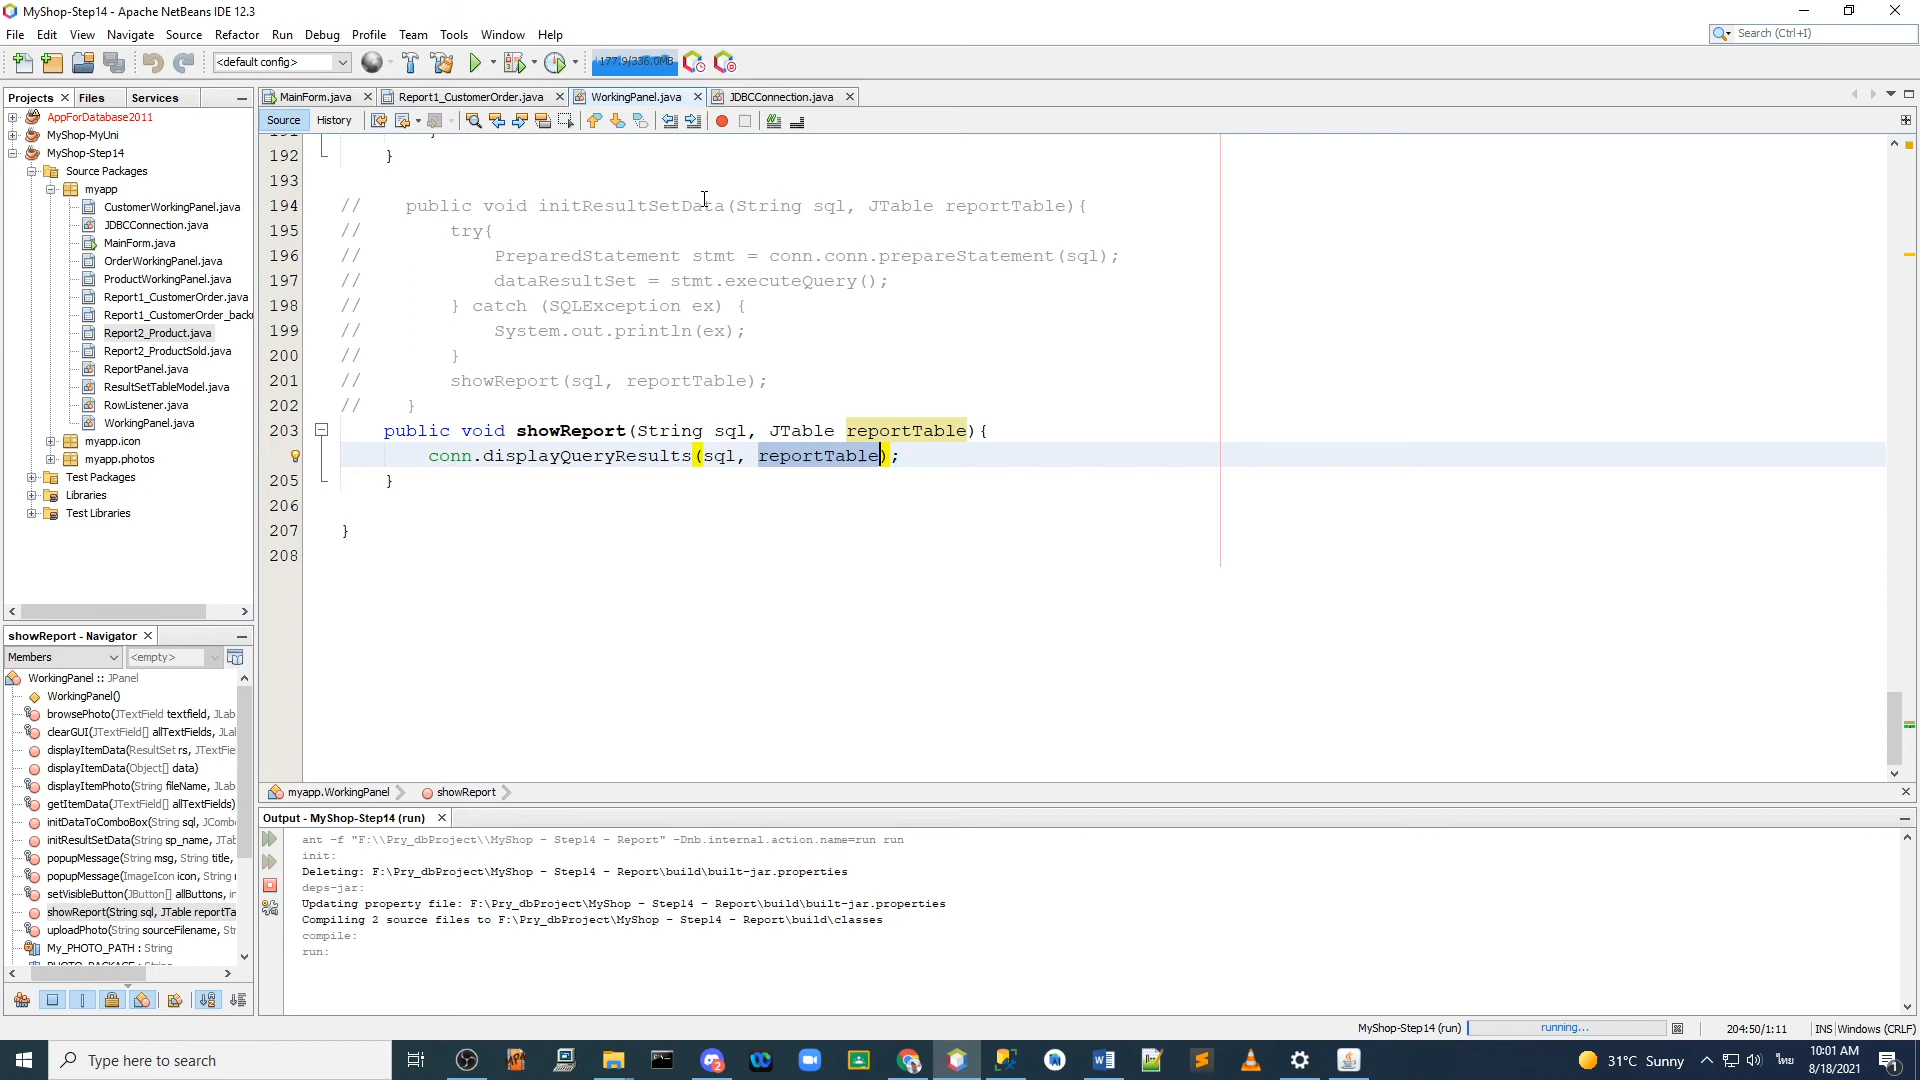 MyShop-Step14 - Apache NetBeans IDE 12.3
File Edit View Navigate Source Refactor Run Debug Profile Team Tools Window Help
Search (Ctrl+I)
<default config>
177.9/336.0MB
Projects Files Services
MainForm.java Report1_CustomerOrder.java WorkingPanel.java JDBCConnection.java
Source History
AppForDatabase2011
MyShop-MyUni
MyShop-Step14
Source Packages
myapp
CustomerWorkingPanel.java
JDBCConnection.java
MainForm.java
OrderWorkingPanel.java
ProductWorkingPanel.java
Report1_CustomerOrder.java
Report1_CustomerOrder_back
Report2_Product.java
Report2_ProductSold.java
ReportPanel.java
ResultSetTableModel.java
RowListener.java
WorkingPanel.java
myapp.icon
myapp.photos
Test Packages
Libraries
Test Libraries
192 }
193
194 // public void initResultSetData(String sql, JTable reportTable){
195 // try{
196 // PreparedStatement stmt = conn.conn.prepareStatement(sql);
197 // dataResultSet = stmt.executeQuery();
198 // } catch (SQLException ex) {
199 // System.out.println(ex);
200 // }
201 // showReport(sql, reportTable);
202 // }
203 public void showReport(String sql, JTable reportTable){
conn.displayQueryResults(sql, reportTable);
205 }
206
207 }
208
showReport - Navigator
Members <empty>
WorkingPanel :: JPanel
WorkingPanel()
browsePhoto(JTextField textfield, JLab
clearGUI(JTextField[] allTextFields, JLa
displayItemData(ResultSet rs, JTextFie
displayItemData(Object[] data)
displayItemPhoto(String fileName, JLab
getItemData(JTextField[] allTextFields)
initDataToComboBox(String sql, JComb
initResultSetData(String sp_name, JTab
popupMessage(String msg, String title,
popupMessage(ImageIcon icon, String
setVisibleButton(JButton[] allButtons, in
showReport(String sql, JTable reportTa
uploadPhoto(String sourceFilename, Str
My_PHOTO_PATH : String
myapp.WorkingPanel showReport
Output - MyShop-Step14 (run)
ant -f "F:\\Pry_dbProject\\MyShop - Step14 - Report" -Dnb.internal.action.name=run run
init:
Deleting: F:\Pry_dbProject\MyShop - Step14 - Report\build\built-jar.properties
deps-jar:
Updating property file: F:\Pry_dbProject\MyShop - Step14 - Report\build\built-jar.properties
Compiling 2 source files to F:\Pry_dbProject\MyShop - Step14 - Report\build\classes
compile:
run:
MyShop-Step14 (run) running... 204:50/1:11 INS Windows (CRLF)
Type here to search
31°C Sunny
ไทย
10:01 AM
8/18/2021